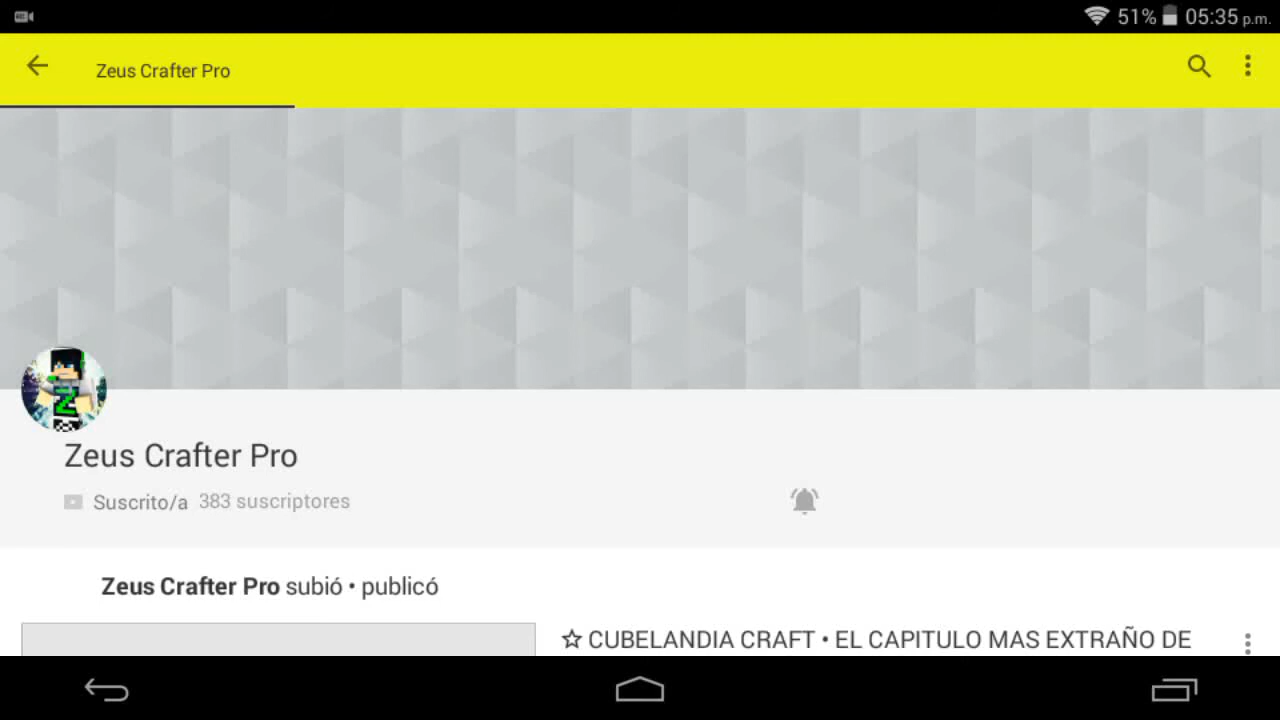 51% 05:35 p.m.
Zeus Crafter Pro
Z
Zeus Crafter Pro
Suscrito/a 383 suscriptores
Zeus Crafter Pro subió • publicó
☆ CUBELANDIA CRAFT • EL CAPITULO MAS EXTRAÑO DE